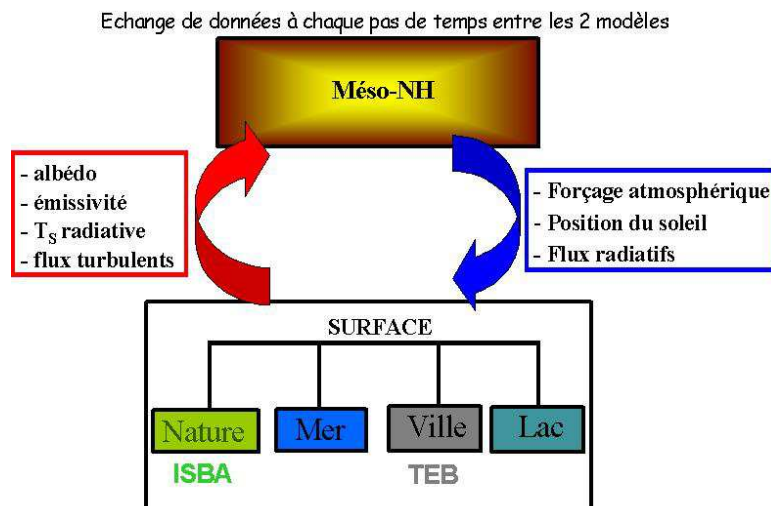 Echange de données à chaque pas de temps entre les 2 modèles
Méso-NH
- albédo
- émissivité
- TS radiative
- flux turbulents
- Forçage atmosphérique
- Position du soleil
- Flux radiatifs
SURFACE
Nature
Mer
Ville
Lac
ISBA
TEB